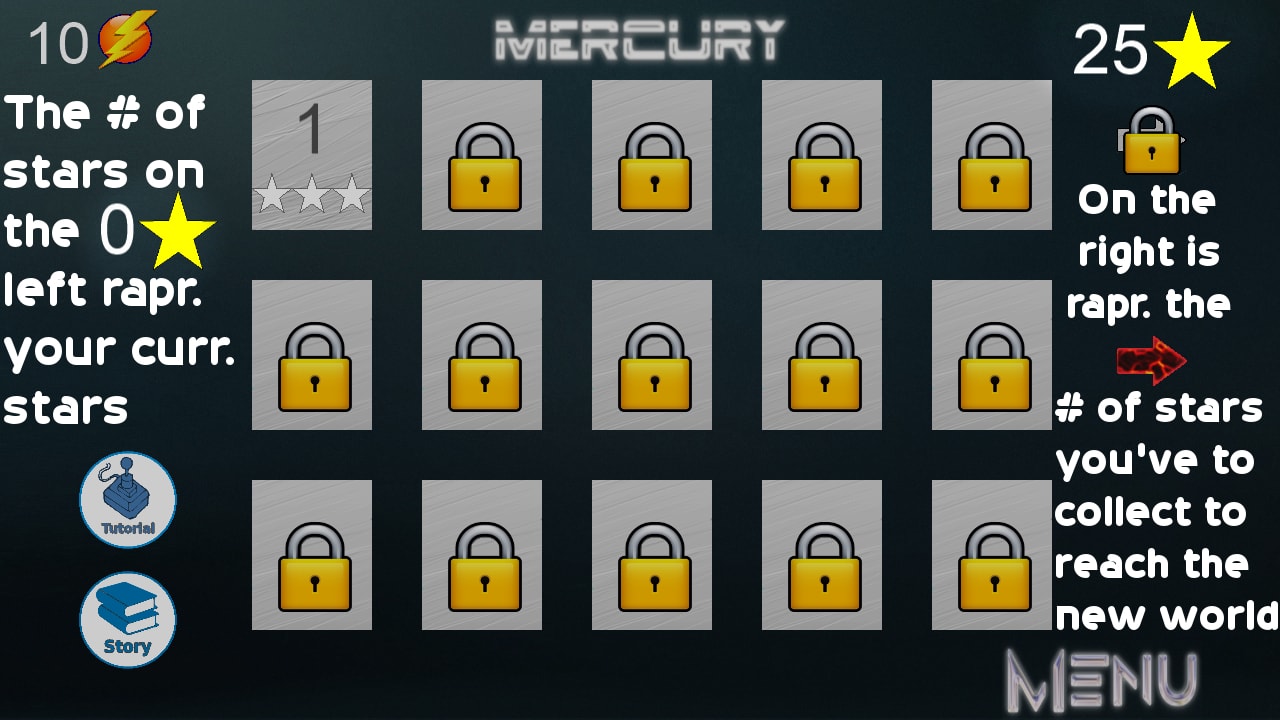 10
MERCURY
25
The # of
stars on
the 0
left rapr.
your curr.
stars
1
On the
right is
rapr. the
# of stars
you've to
collect to
reach the
new world
Tutorial
Story
MENU